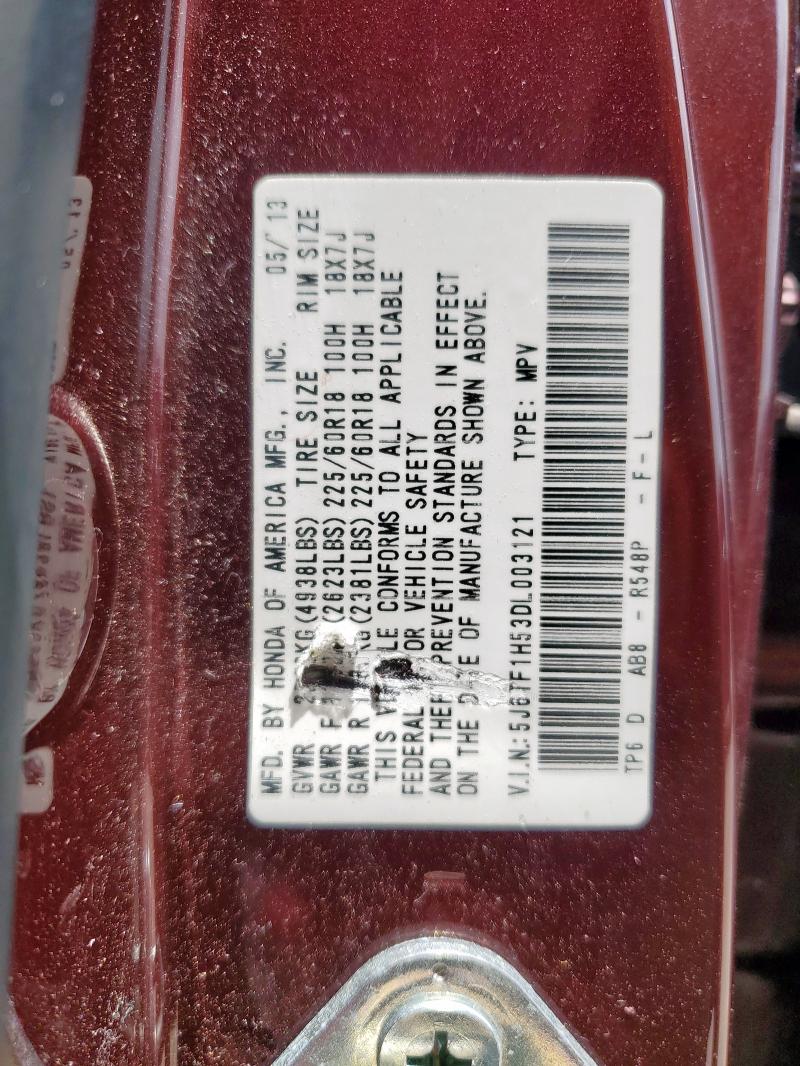 MFD. BY HONDA OF AMERICA MFG., INC. 05/'13
GVWR KG(4938LBS) TIRE SIZE RIM SIZE
GAWR F (2623LBS) 225/60R18 100H 18X7J
GAWR R KG(2381LBS) 225/60R18 100H 18X7J
THIS CONFORMS TO ALL APPLICABLE
FEDERAL OR VEHICLE SAFETY
AND PREVENTION STANDARDS IN EFFECT
ON THE OF MANUFACTURE SHOWN ABOVE.
V.I.N.: 5J6TF1H53DL003121 TYPE: MPV
TP6 D AB8 - R548P - F - L